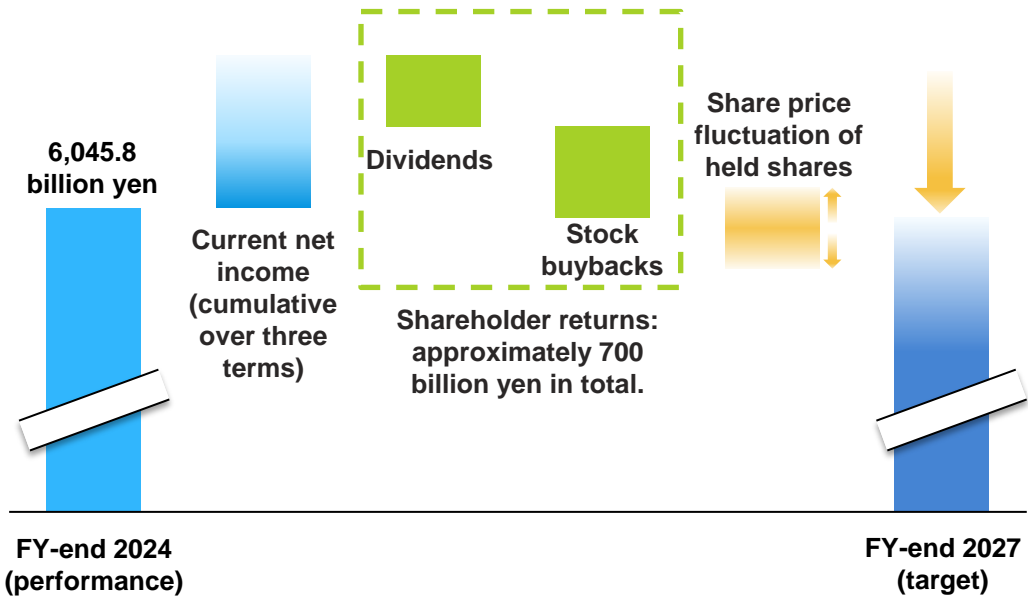 6,045.8
billion yen
Current net
income
(cumulative
over three
terms)
Dividends
Stock
buybacks
Shareholder returns:
approximately 700
billion yen in total.
Share price
fluctuation of
held shares
FY-end 2024
(performance)
FY-end 2027
(target)